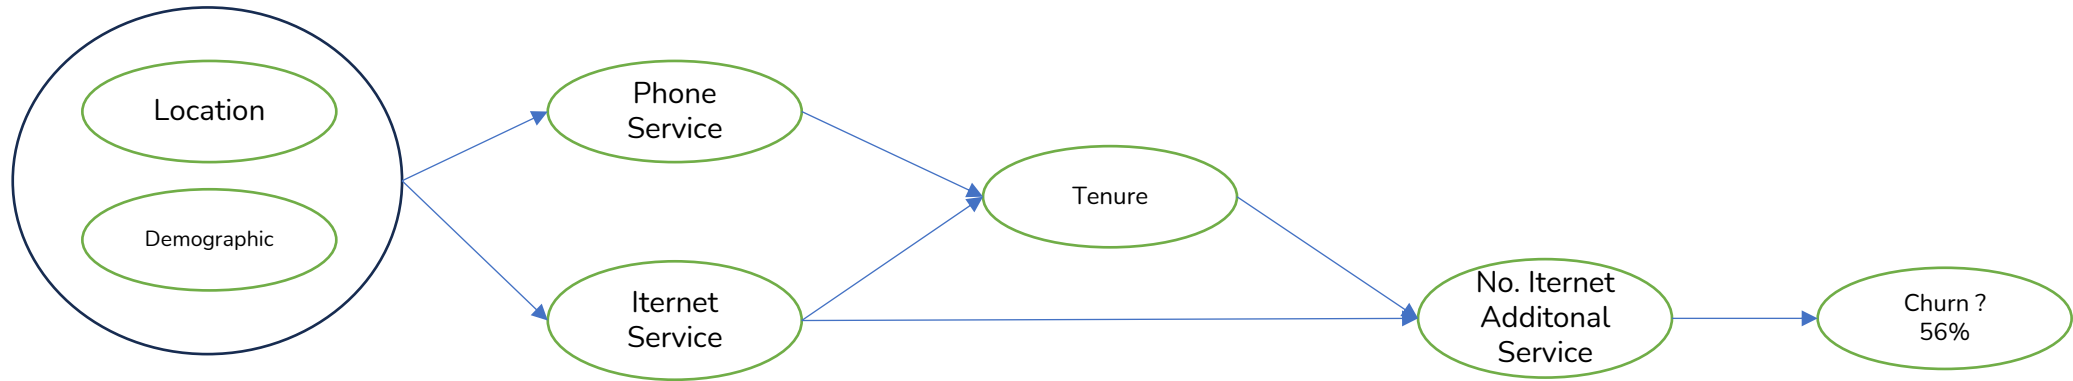 Location
Demographic
Phone
Service
Iternet
Service
Tenure
No. Iternet
Additonal
Service
Churn ?
56%